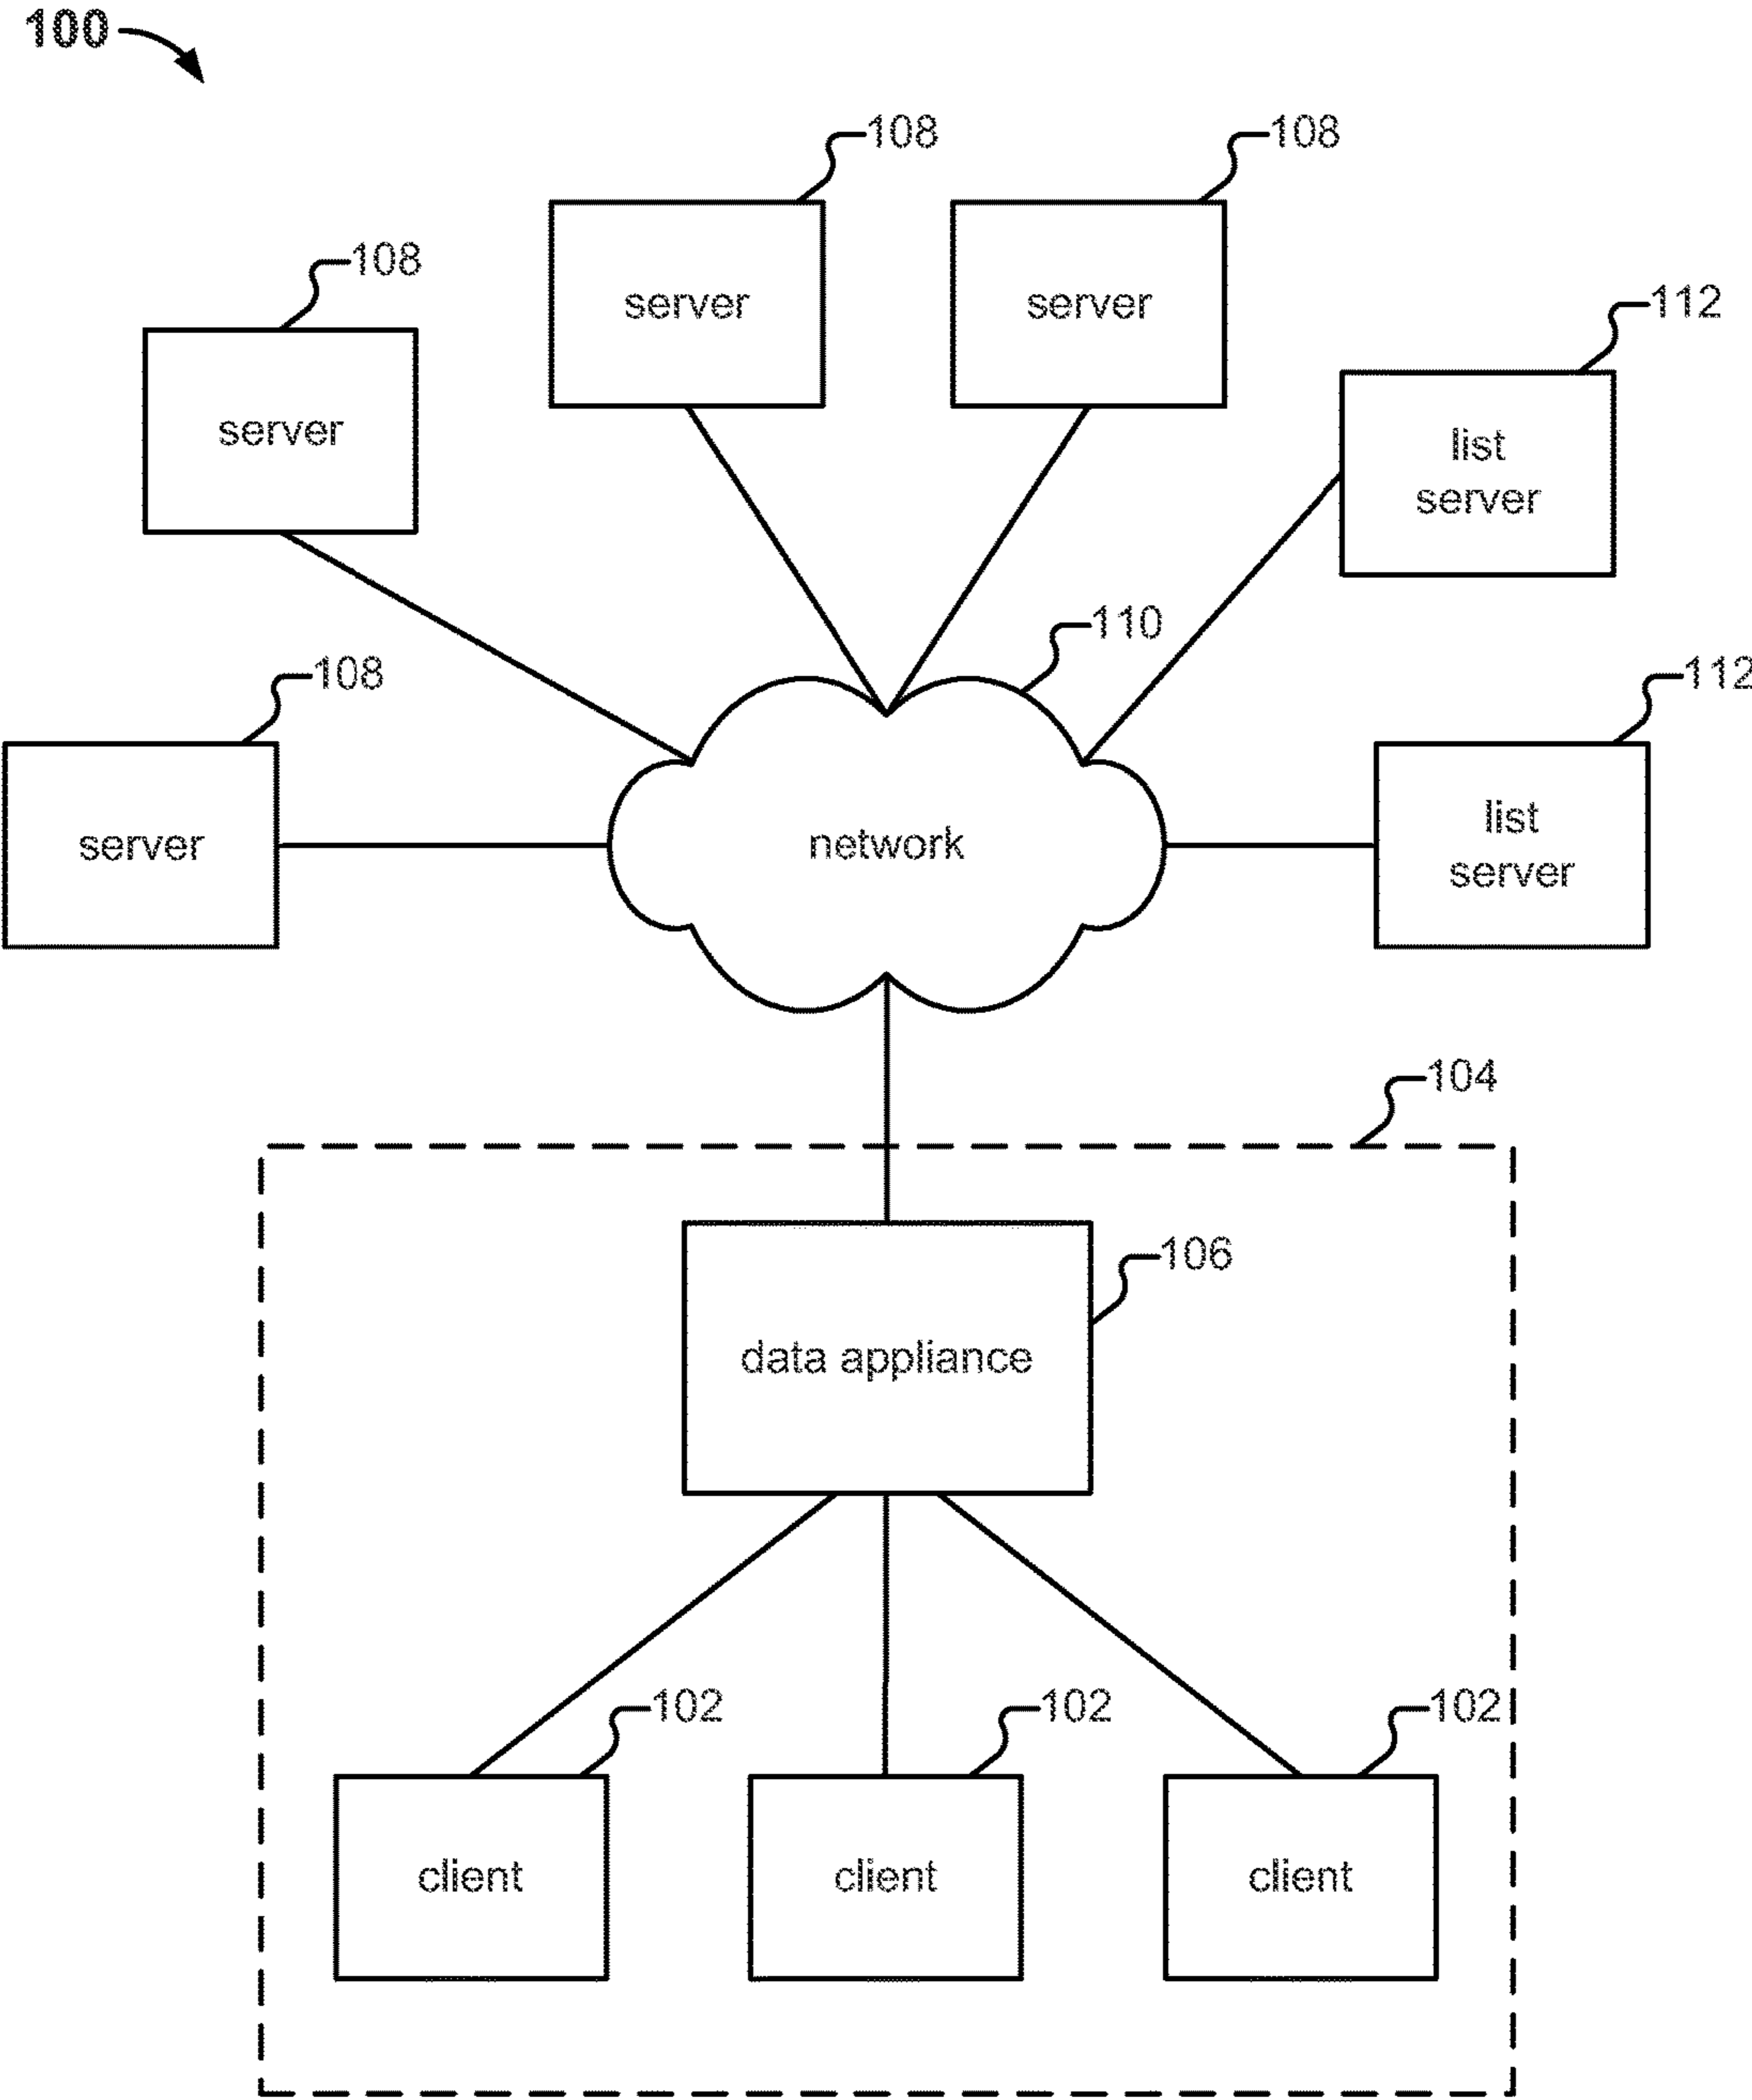 100
108
108
server
server
108
server
112
list
server
110
108
server
network
112
list
server
104
106
data appliance
102
102
102
client
client
client